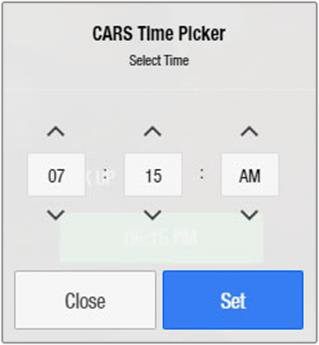 CARS Time Picker
Select Time
07 : 15 : AM
Close Set